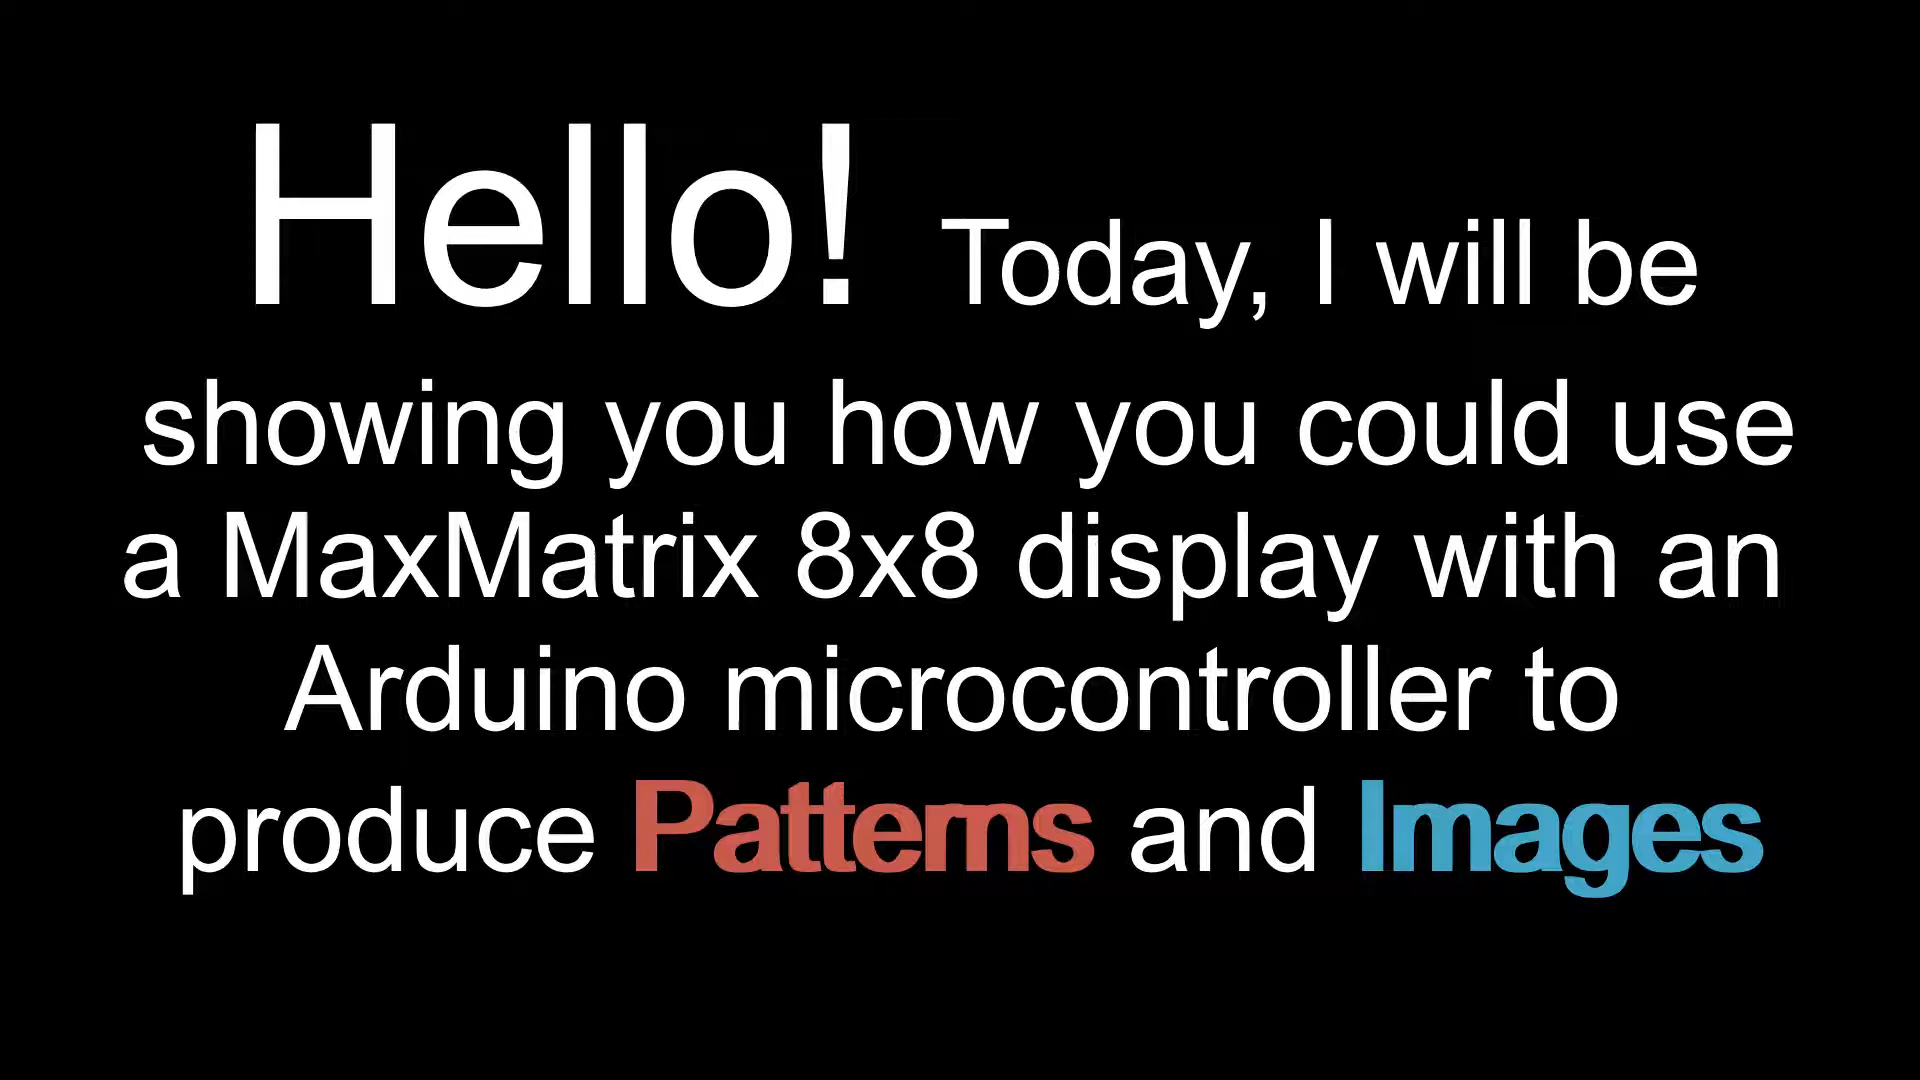 Hello! Today, I will be
showing you how you could use
a MaxMatrix 8x8 display with an
Arduino microcontroller to
produce Patterns and Images